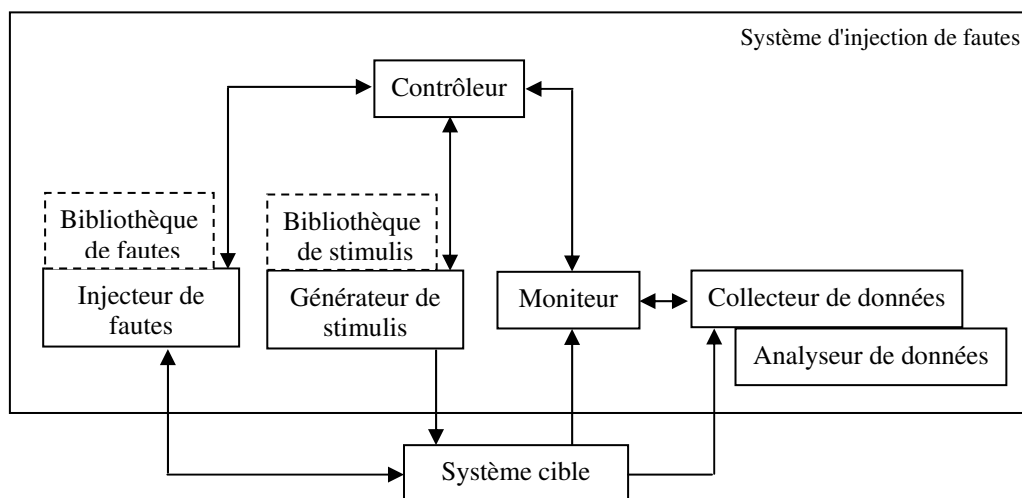 Système d'injection de fautes
Contrôleur
Bibliothèque
de fautes
Bibliothèque
de stimulis
Injecteur de
fautes
Générateur de
stimulis
Moniteur
Collecteur de données
Analyseur de données
Système cible